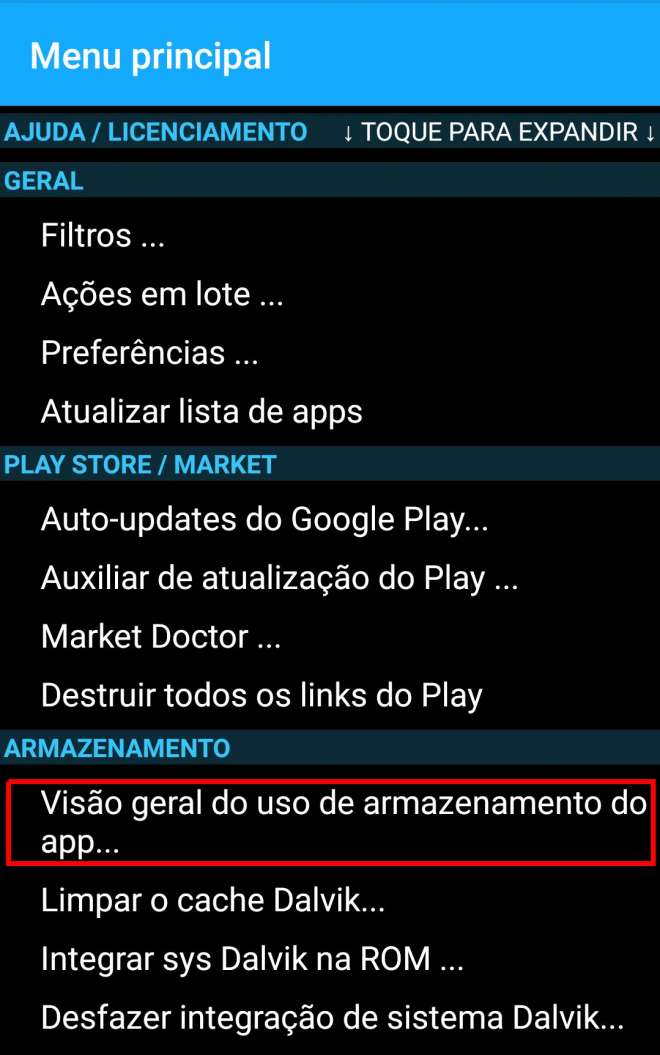 Menu principal
AJUDA / LICENCIAMENTO ↓ TOQUE PARA EXPANDIR ↓
GERAL
Filtros ...
Ações em lote ...
Preferências ...
Atualizar lista de apps
PLAY STORE / MARKET
Auto-updates do Google Play...
Auxiliar de atualização do Play ...
Market Doctor ...
Destruir todos os links do Play
ARMAZENAMENTO
Visão geral do uso de armazenamento do
app...
Limpar o cache Dalvik...
Integrar sys Dalvik na ROM ...
Desfazer integração de sistema Dalvik...